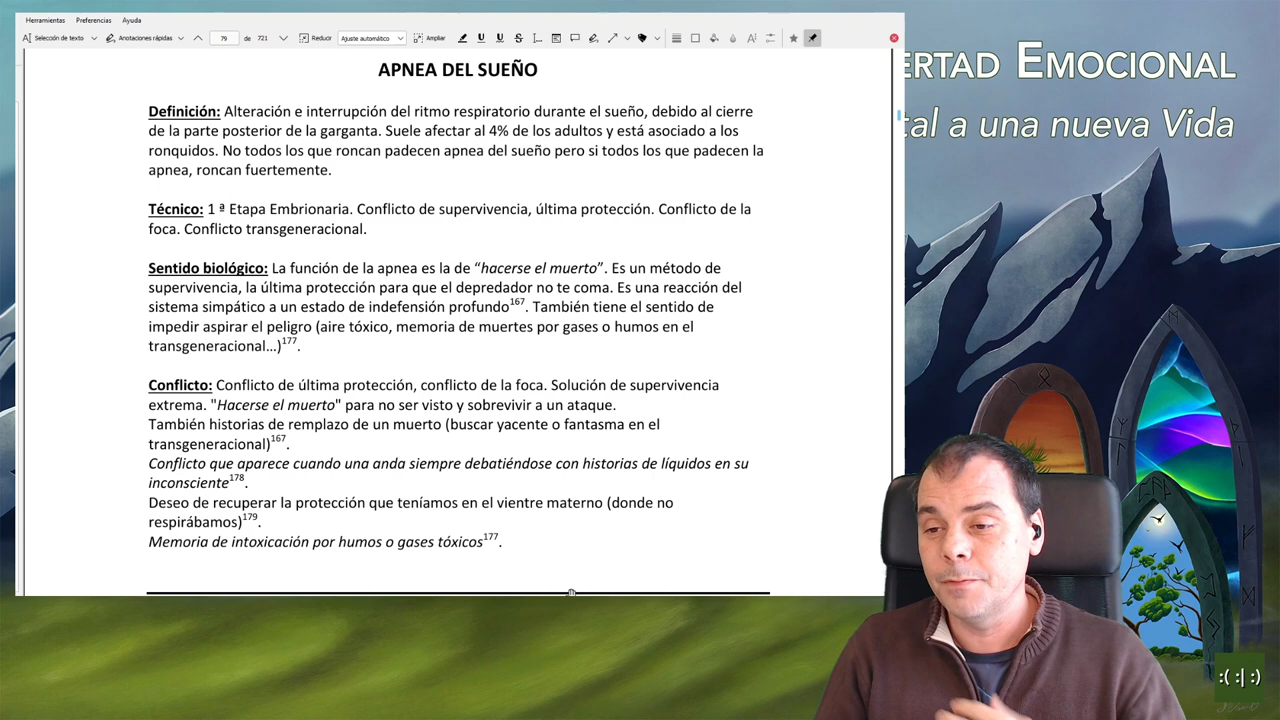 Herramientas Preferencias Ayuda
Selección de texto Anotaciones rápidas 79 de 721 Reducir Ajuste automático Ampliar
ERTAD EMOCIONAL
tal a una nueva Vida
APNEA DEL SUEÑO
Definición: Alteración e interrupción del ritmo respiratorio durante el sueño, debido al cierre
de la parte posterior de la garganta. Suele afectar al 4% de los adultos y está asociado a los
ronquidos. No todos los que roncan padecen apnea del sueño pero si todos los que padecen la
apnea, roncan fuertemente.
Técnico: 1 ª Etapa Embrionaria. Conflicto de supervivencia, última protección. Conflicto de la
foca. Conflicto transgeneracional.
Sentido biológico: La función de la apnea es la de “hacerse el muerto”. Es un método de
supervivencia, la última protección para que el depredador no te coma. Es una reacción del
sistema simpático a un estado de indefensión profundo167. También tiene el sentido de
impedir aspirar el peligro (aire tóxico, memoria de muertes por gases o humos en el
transgeneracional...)177.
Conflicto: Conflicto de última protección, conflicto de la foca. Solución de supervivencia
extrema. "Hacerse el muerto" para no ser visto y sobrevivir a un ataque.
También historias de remplazo de un muerto (buscar yacente o fantasma en el
transgeneracional)167.
Conflicto que aparece cuando una anda siempre debatiéndose con historias de líquidos en su
inconsciente178.
Deseo de recuperar la protección que teníamos en el vientre materno (donde no
respirábamos)179.
Memoria de intoxicación por humos o gases tóxicos177.
:( :| :)